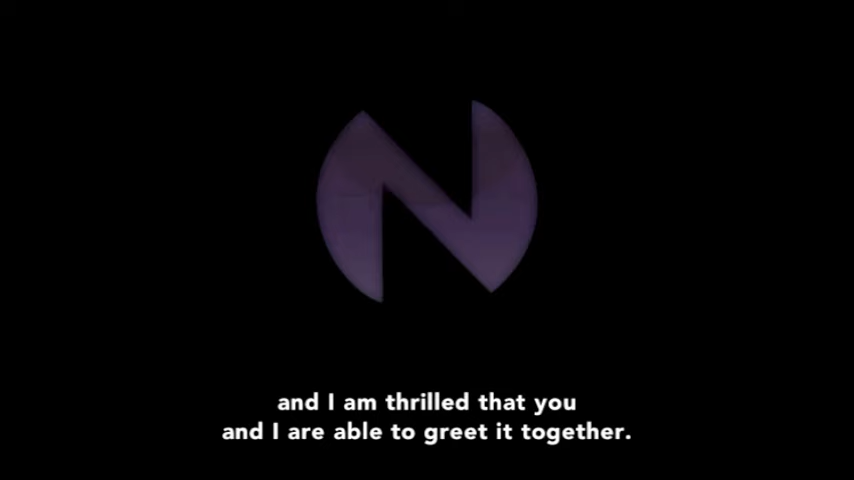 N
and I am thrilled that you
and I are able to greet it together.